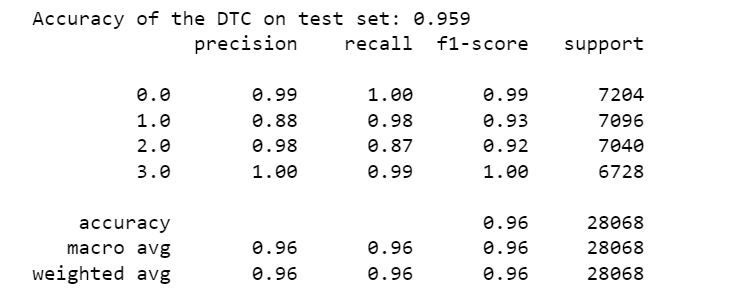 Accuracy of the DTC on test set: 0.959
precision recall f1-score support
0.0 0.99 1.00 0.99 7204
1.0 0.88 0.98 0.93 7096
2.0 0.98 0.87 0.92 7040
3.0 1.00 0.99 1.00 6728
accuracy 0.96 28068
macro avg 0.96 0.96 0.96 28068
weighted avg 0.96 0.96 0.96 28068